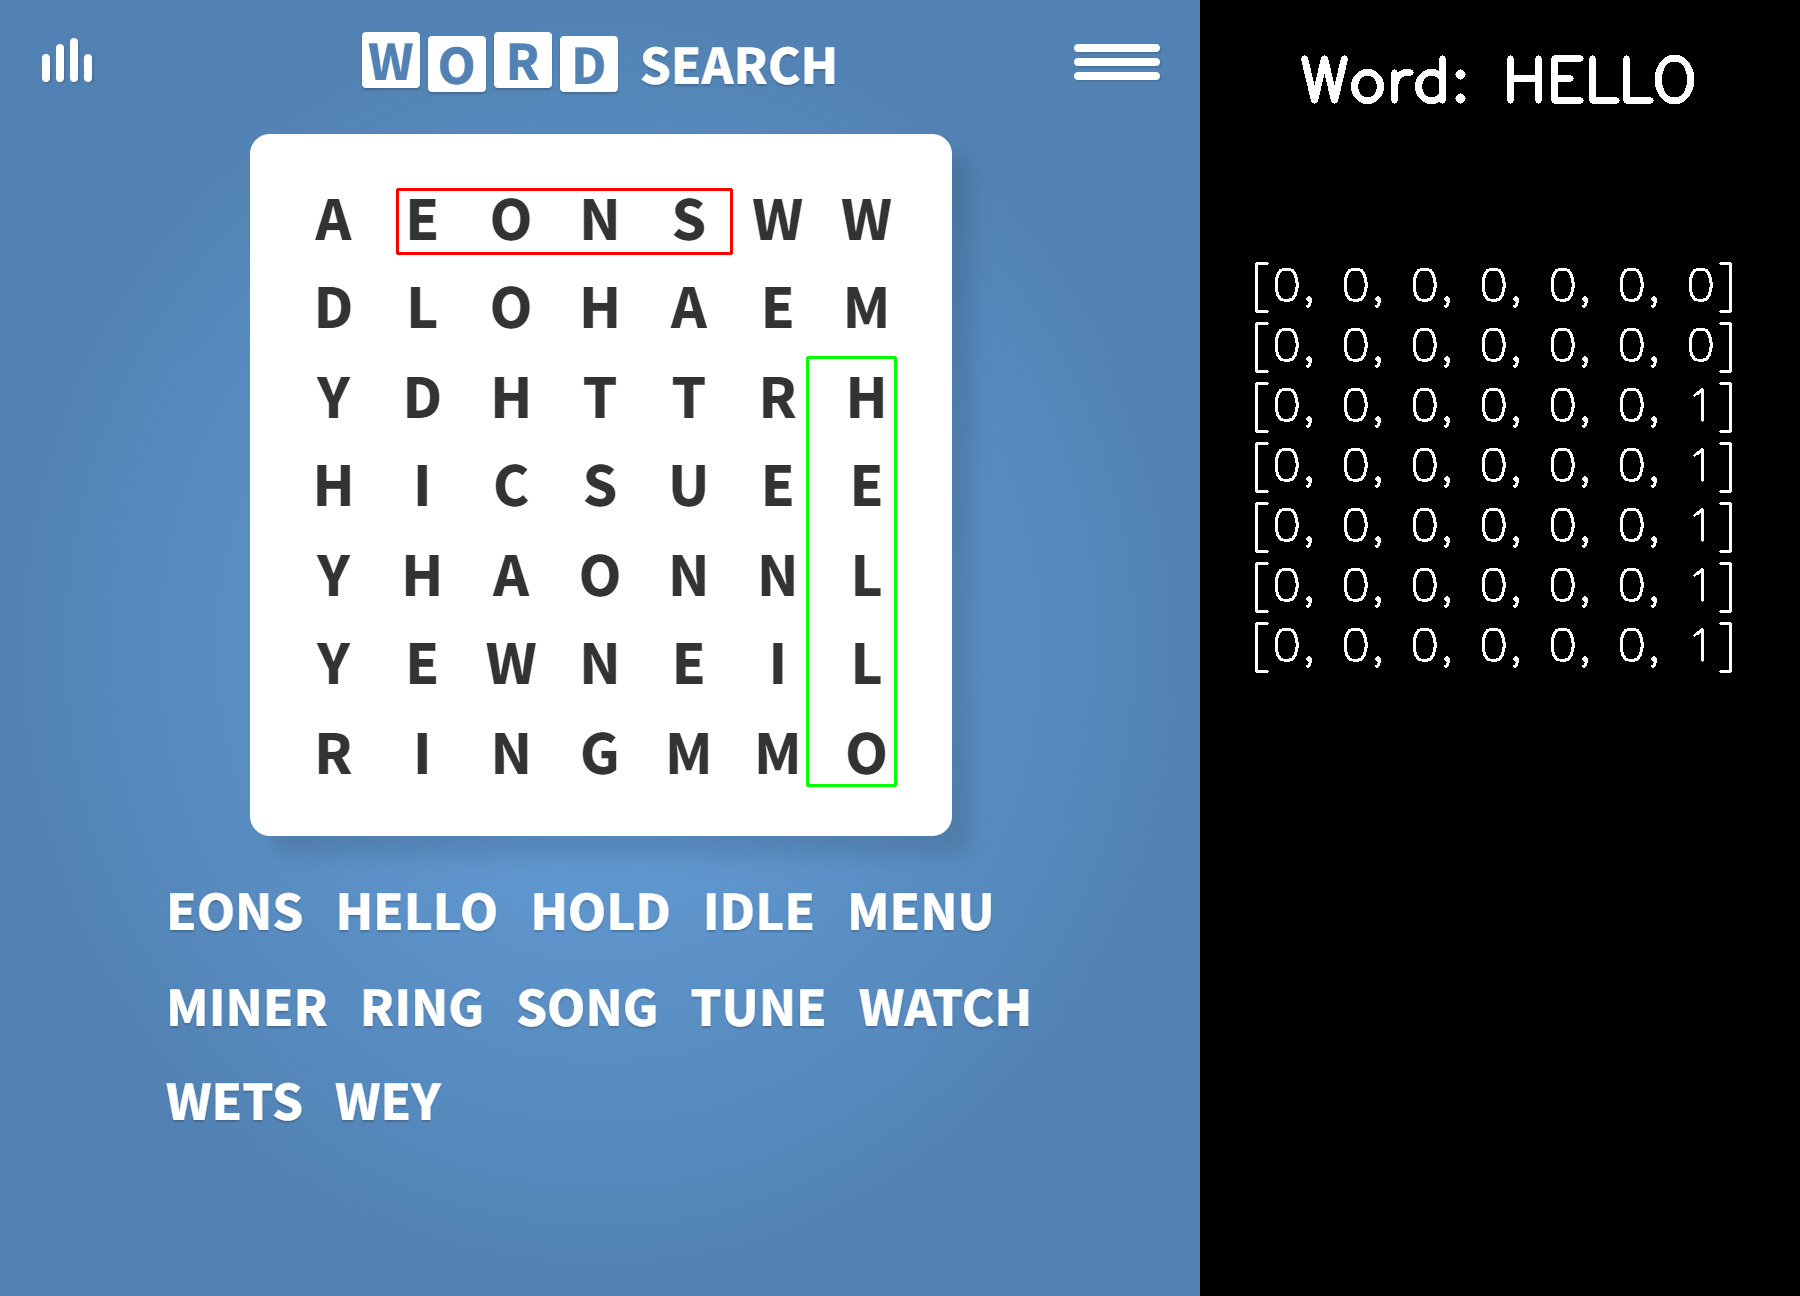 WORD SEARCH
Word: HELLO
A E O N S W W
D L O H A E M
Y D H T T R H
H I C S U E E
Y H A O N N L
Y E W N E I L
R I N G M M O
[0, 0, 0, 0, 0, 0, 0]
[0, 0, 0, 0, 0, 0, 0]
[0, 0, 0, 0, 0, 0, 1]
[0, 0, 0, 0, 0, 0, 1]
[0, 0, 0, 0, 0, 0, 1]
[0, 0, 0, 0, 0, 0, 1]
[0, 0, 0, 0, 0, 0, 1]
EONS HELLO HOLD IDLE MENU
MINER RING SONG TUNE WATCH
WETS WEY